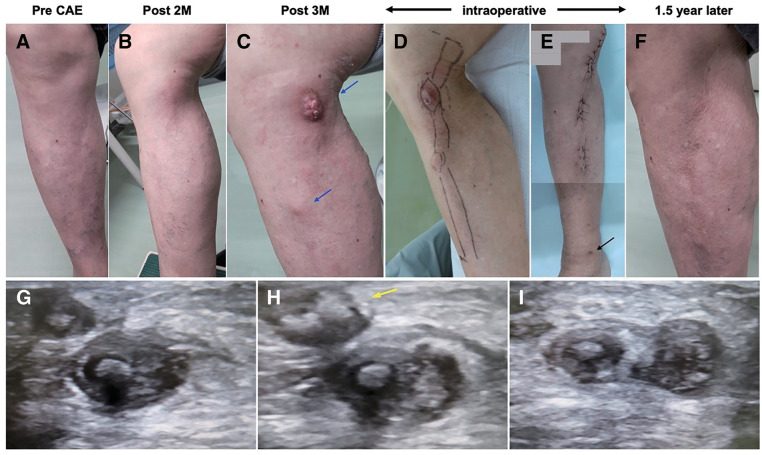 Pre CAE Post 2M Post 3M intraoperative 1.5 year later
A B C D E F
G H I